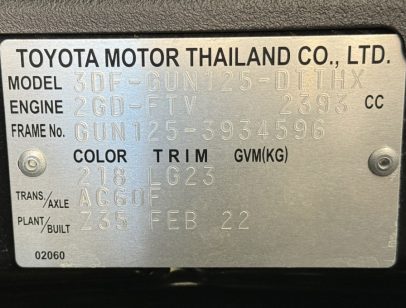 TOYOTA MOTOR THAILAND CO., LTD.
MODEL 3DF-GUN125-DTTHX
ENGINE 2GD-FTV 2393 CC
FRAME No. GUN125-3934596
COLOR TRIM GVM(KG)
218 LG23
TRANS/AXLE AC60F
PLANT/BUILT Z35 FEB 22
02060